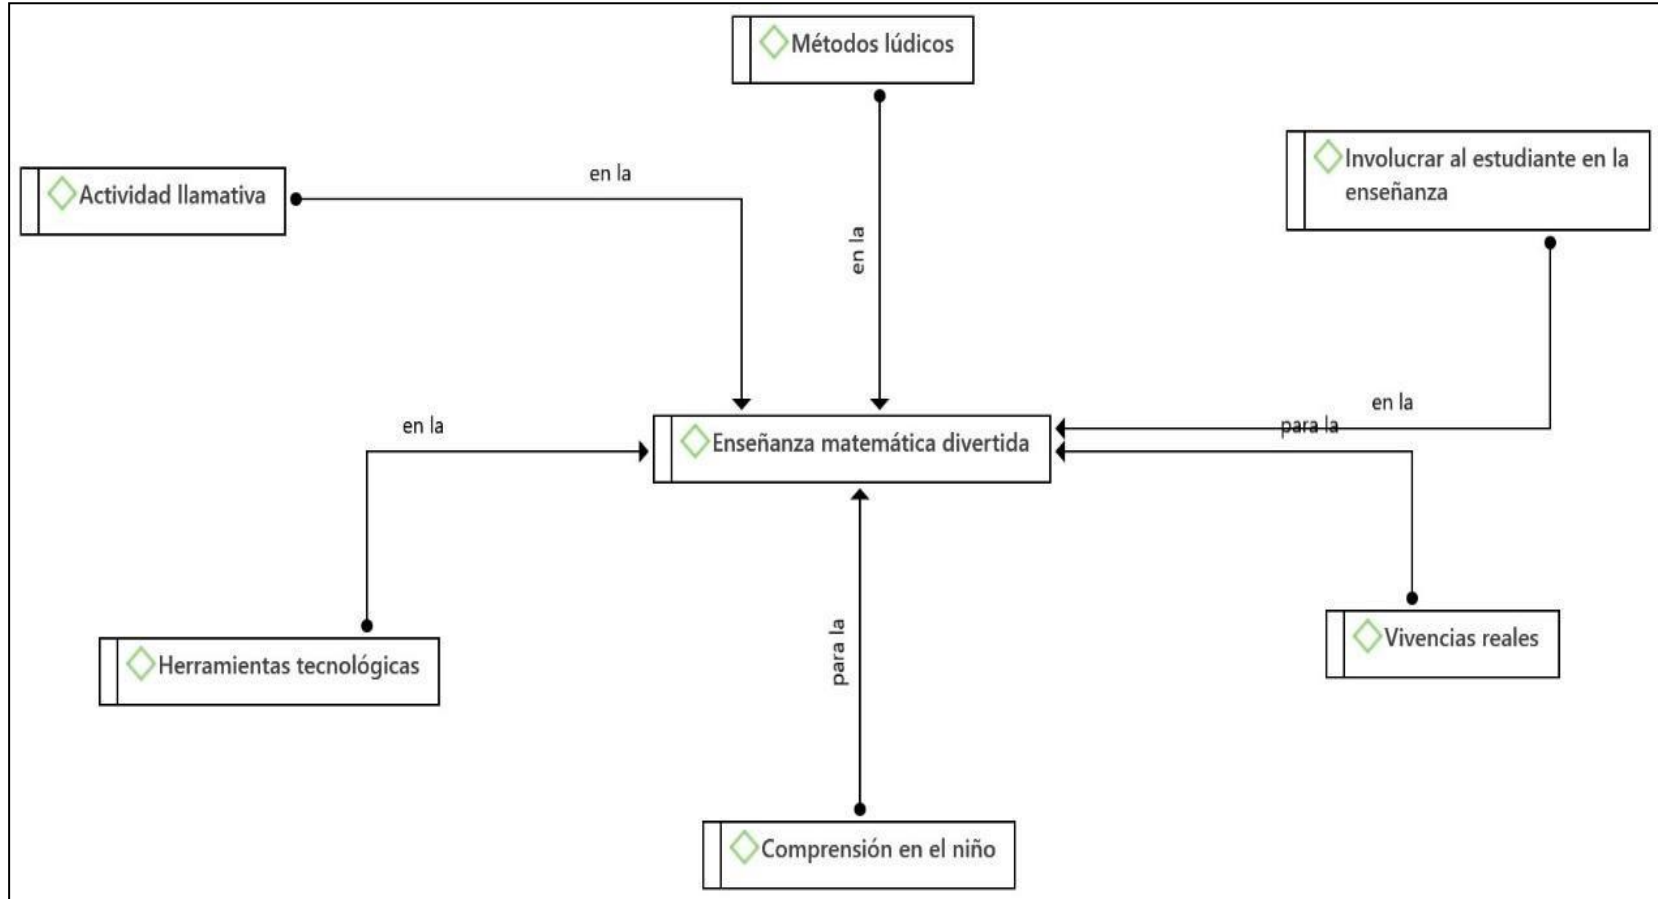 Métodos lúdicos
Involucrar al estudiante en la
enseñanza
Actividad llamativa
en la
en la
en la
para la
en la
Enseñanza matemática divertida
para la
Herramientas tecnológicas
Vivencias reales
Comprensión en el niño